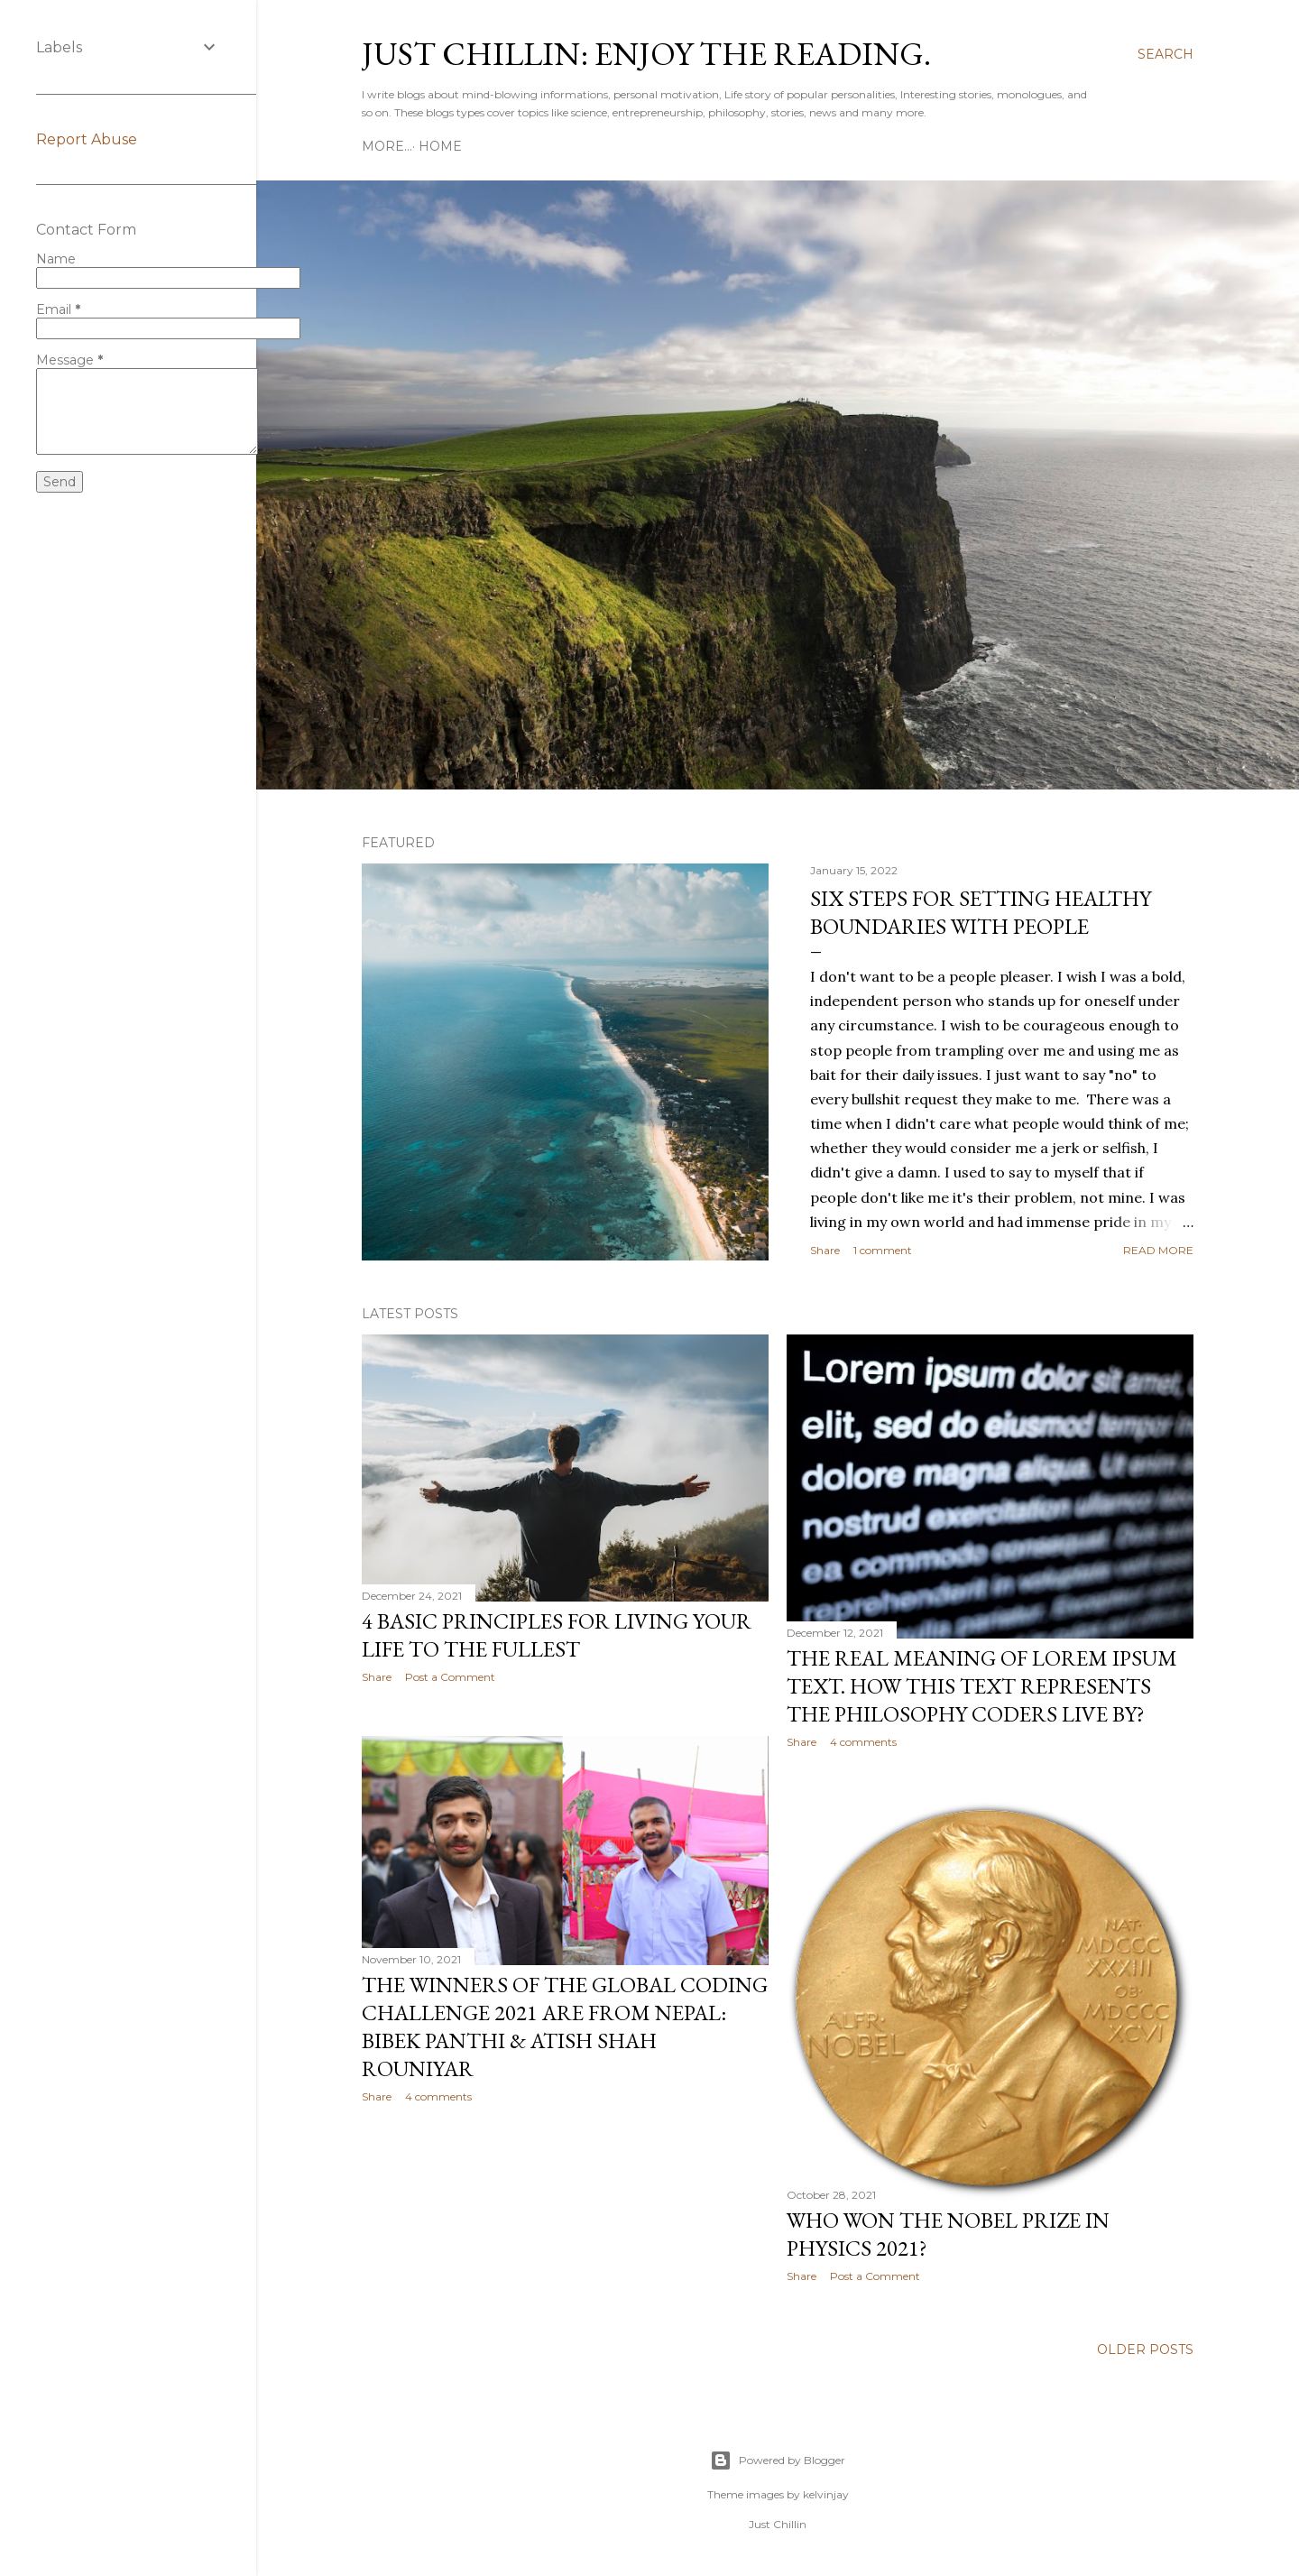 Labels
Report Abuse
Contact Form
Name
Email *
Message *
Send
JUST CHILLIN: ENJOY THE READING.
SEARCH
I write blogs about mind-blowing informations, personal motivation, Life story of popular personalities, Interesting stories, monologues, and
so on. These blogs types cover topics like science, entrepreneurship, philosophy, stories, news and many more.
MORE…· HOME
FEATURED
January 15, 2022
SIX STEPS FOR SETTING HEALTHY
BOUNDARIES WITH PEOPLE
I don't want to be a people pleaser. I wish I was a bold,
independent person who stands up for oneself under
any circumstance. I wish to be courageous enough to
stop people from trampling over me and using me as
bait for their daily issues. I just want to say "no" to
every bullshit request they make to me.  There was a
time when I didn't care what people would think of me;
whether they would consider me a jerk or selfish, I
didn't give a damn. I used to say to myself that if
people don't like me it's their problem, not mine. I was
living in my own world and had immense pride in my …
Share 1 comment READ MORE
LATEST POSTS
December 24, 2021
4 BASIC PRINCIPLES FOR LIVING YOUR
LIFE TO THE FULLEST
Share Post a Comment
Lorem ipsum dolor sit amet,
elit, sed do eiusmod tempor in
dolore magna aliqua. Ut anim
nostrud exercitation
ea commodo
reprehenderit in
December 12, 2021
THE REAL MEANING OF LOREM IPSUM
TEXT. HOW THIS TEXT REPRESENTS
THE PHILOSOPHY CODERS LIVE BY?
Share 4 comments
November 10, 2021
THE WINNERS OF THE GLOBAL CODING
CHALLENGE 2021 ARE FROM NEPAL:
BIBEK PANTHI & ATISH SHAH
ROUNIYAR
Share 4 comments
ALFR·
NOBEL
NAT·
MDCCC
XXXIII
OB·
MDCCC
XCVI
October 28, 2021
WHO WON THE NOBEL PRIZE IN
PHYSICS 2021?
Share Post a Comment
OLDER POSTS
Powered by Blogger
Theme images by kelvinjay
Just Chillin